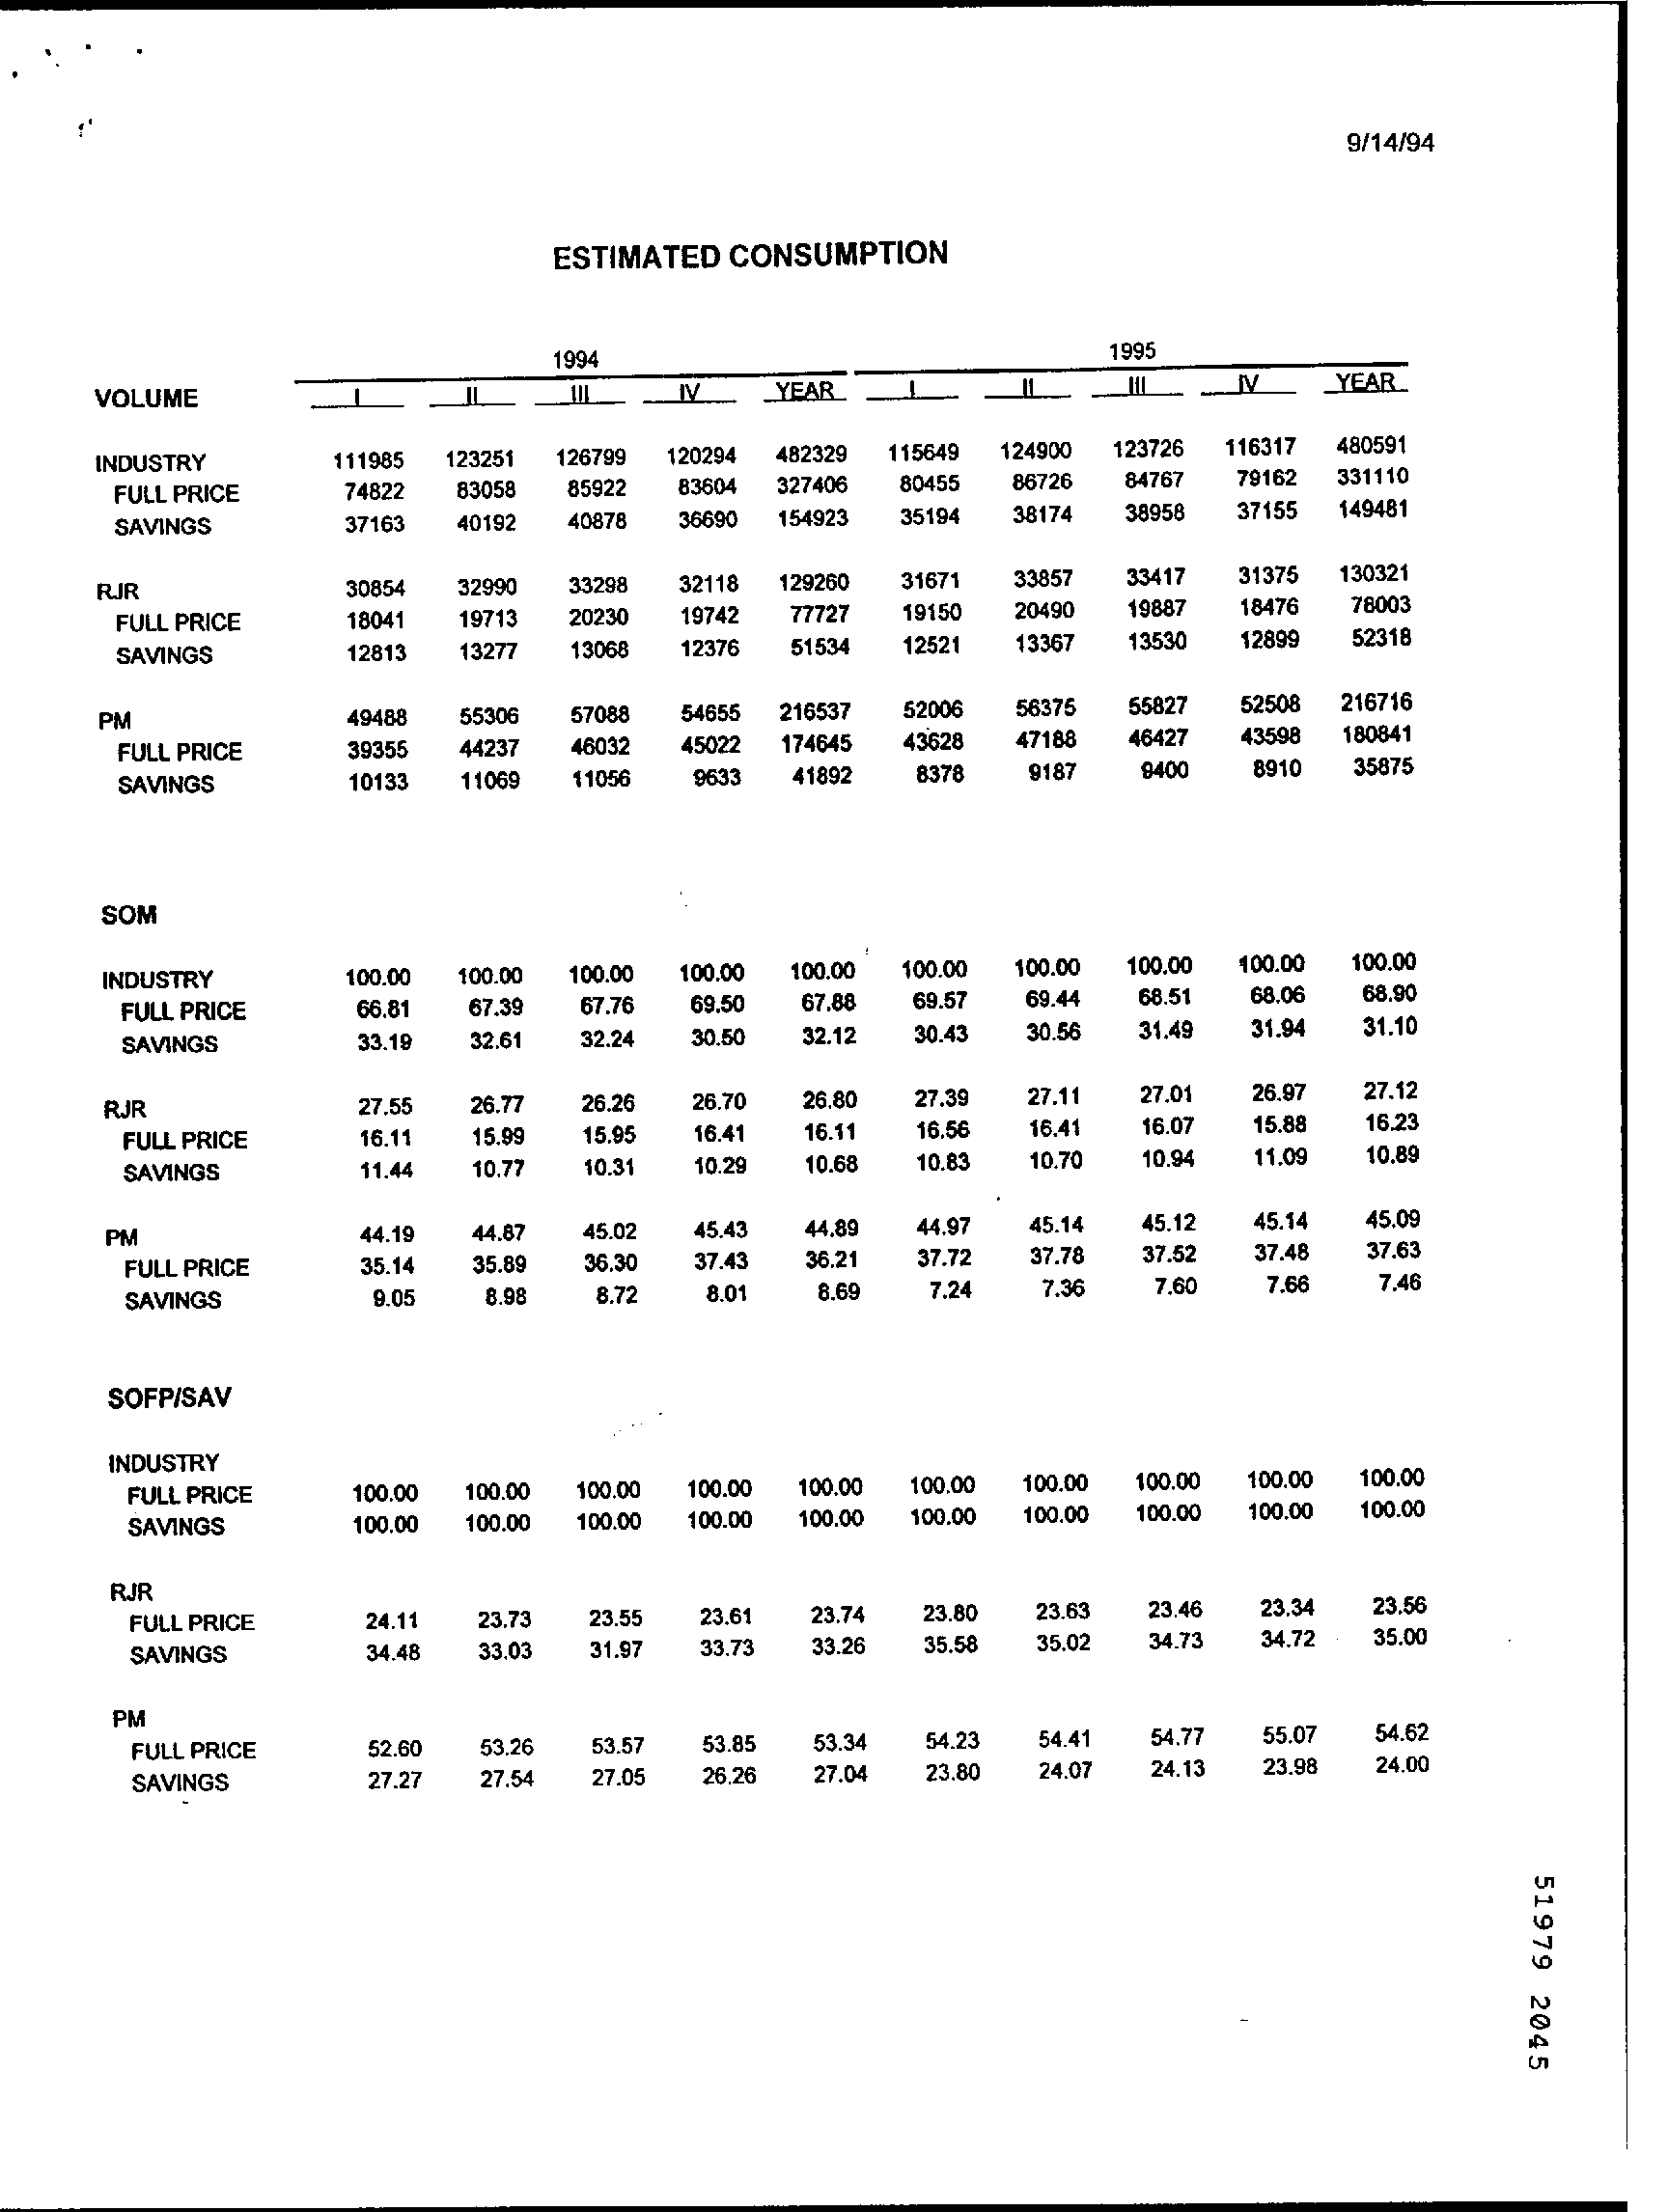 9/14/94
ESTIMATED CONSUMPTION
1994 1995
VOLUME I II III IV YEAR I II III IV YEAR
INDUSTRY 111985 123251 126799 120294 482329 115649 124900 123726 116317 480591
FULL PRICE 74822 83058 85922 83604 327406 80455 86726 84767 79162 331110
SAVINGS 37163 40192 40878 36690 154923 35194 38174 38958 37155 149481
RJR 30854 32990 33298 32118 129260 31671 33857 33417 31375 130321
FULL PRICE 18041 19713 20230 19742 77727 19150 20490 19887 18476 78003
SAVINGS 12813 13277 13068 12376 51534 12521 13367 13530 12899 52318
PM 49488 55306 57088 54655 216537 52006 56375 55827 52508 216716
FULL PRICE 39355 44237 46032 45022 174645 43628 47188 46427 43598 180841
SAVINGS 10133 11069 11056 9633 41892 8378 9187 9400 8910 35875
SOM
INDUSTRY 100.00 100.00 100.00 100.00 100.00 100.00 100.00 100.00 100.00 100.00
FULL PRICE 66.81 67.39 67.76 69.50 67.88 69.57 69.44 68.51 68.06 68.90
SAVINGS 33.19 32.61 32.24 30.50 32.12 30.43 30.56 31.49 31.94 31.10
RJR 27.55 26.77 26.26 26.70 26.80 27.39 27.11 27.01 26.97 27.12
FULL PRICE 16.11 15.99 15.95 16.41 16.11 16.56 16.41 16.07 15.88 16.23
SAVINGS 11.44 10.77 10.31 10.29 10.68 10.83 10.70 10.94 11.09 10.89
PM 44.19 44.87 45.02 45.43 44.89 44.97 45.14 45.12 45.14 45.09
FULL PRICE 35.14 35.89 36.30 37.43 36.21 37.72 37.78 37.52 37.48 37.63
SAVINGS 9.05 8.98 8.72 8.01 8.69 7.24 7.36 7.60 7.66 7.46
SOFP/SAV
INDUSTRY
FULL PRICE 100.00 100.00 100.00 100.00 100.00 100.00 100.00 100.00 100.00 100.00
SAVINGS 100.00 100.00 100.00 100.00 100.00 100.00 100.00 100.00 100.00 100.00
RJR
FULL PRICE 24.11 23.73 23.55 23.61 23.74 23.80 23.63 23.46 23.34 23.56
SAVINGS 34.48 33.03 31.97 33.73 33.26 35.58 35.02 34.73 34.72 35.00
PM
FULL PRICE 52.60 53.26 53.57 53.85 53.34 54.23 54.41 54.77 55.07 54.62
SAVINGS 27.27 27.54 27.05 26.26 27.04 23.80 24.07 24.13 23.98 24.00
51979 2045